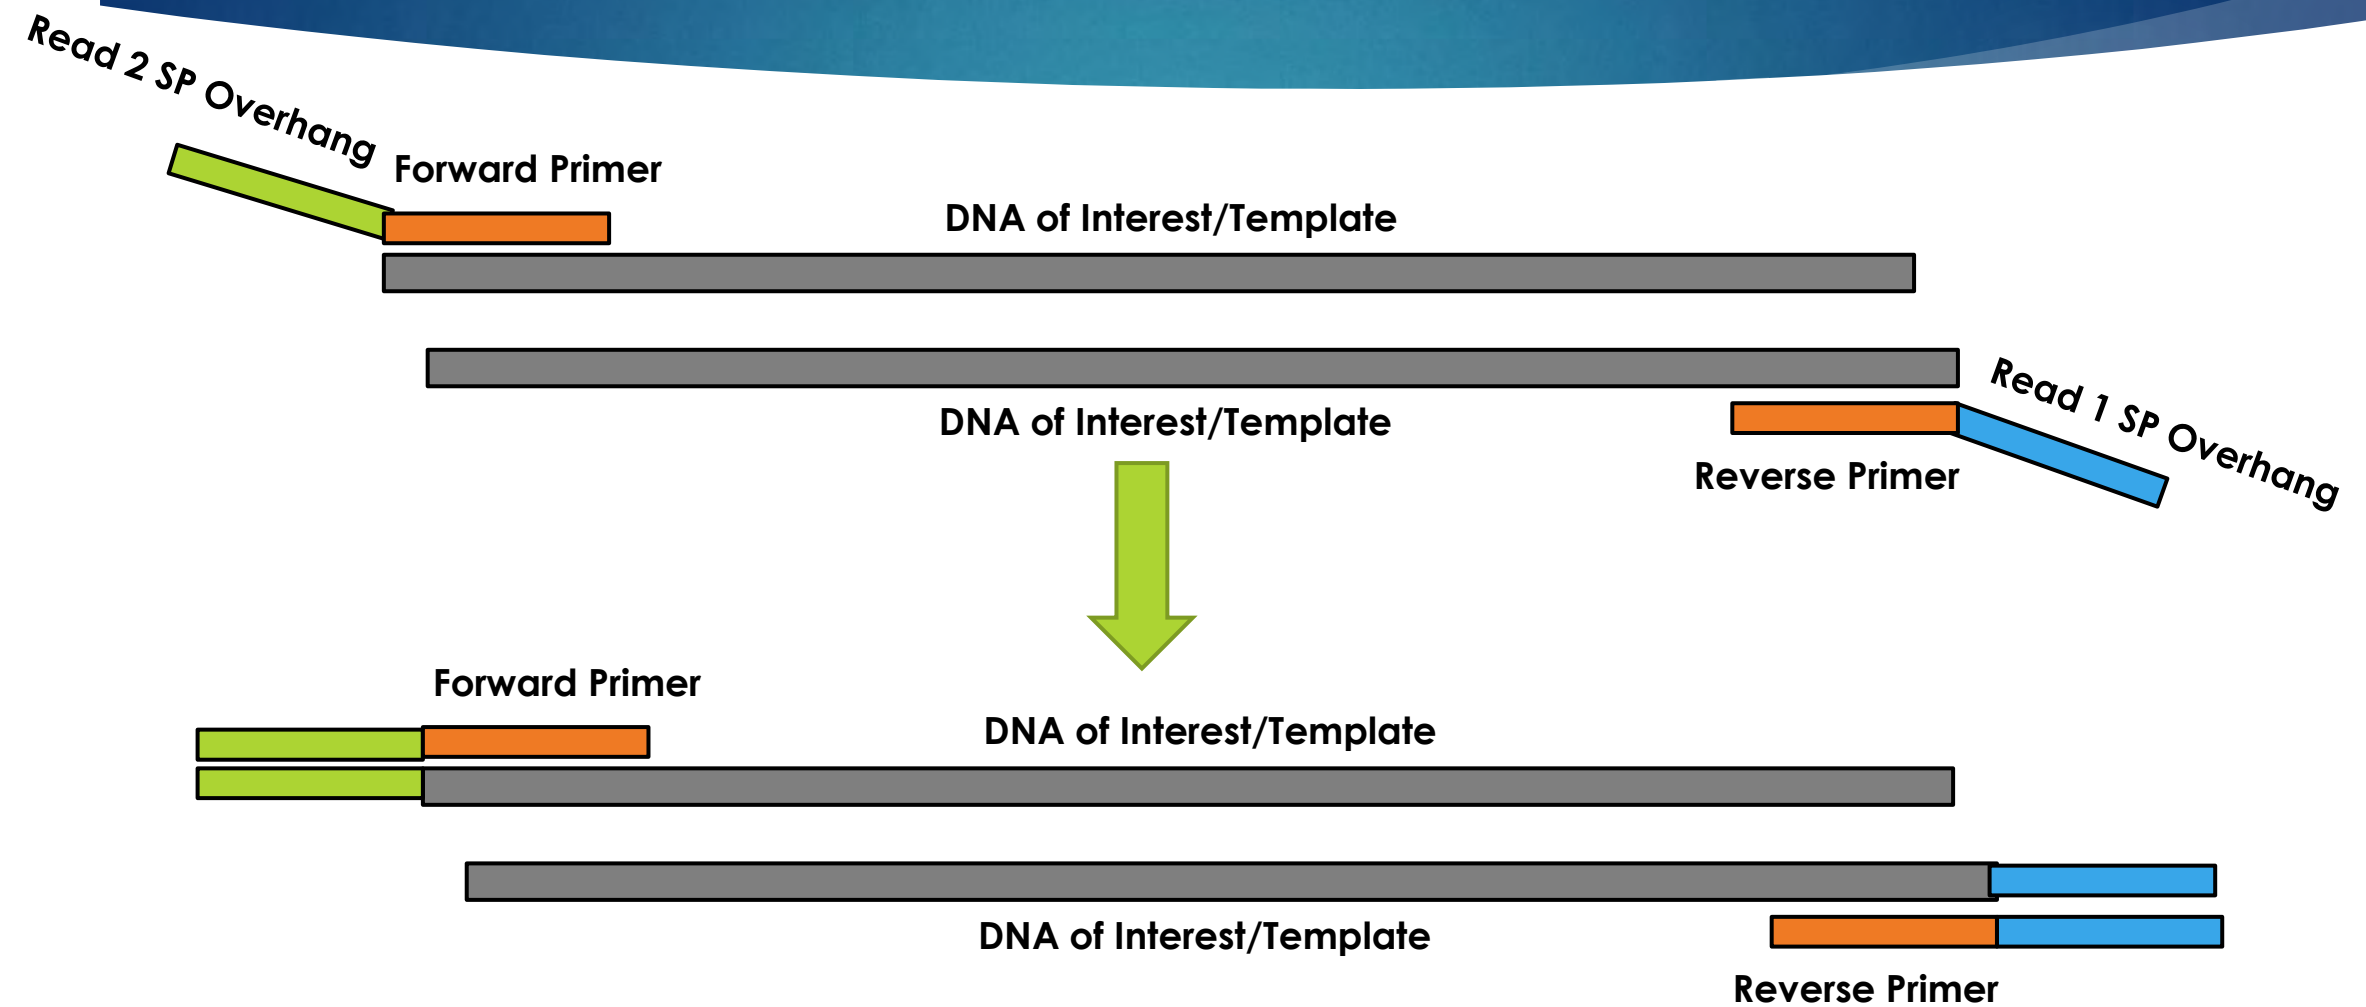 Read 2 SP Overhang
Forward Primer
DNA of Interest/Template
DNA of Interest/Template
Read 1 SP Overhang
Reverse Primer
Forward Primer
DNA of Interest/Template
DNA of Interest/Template
Reverse Primer